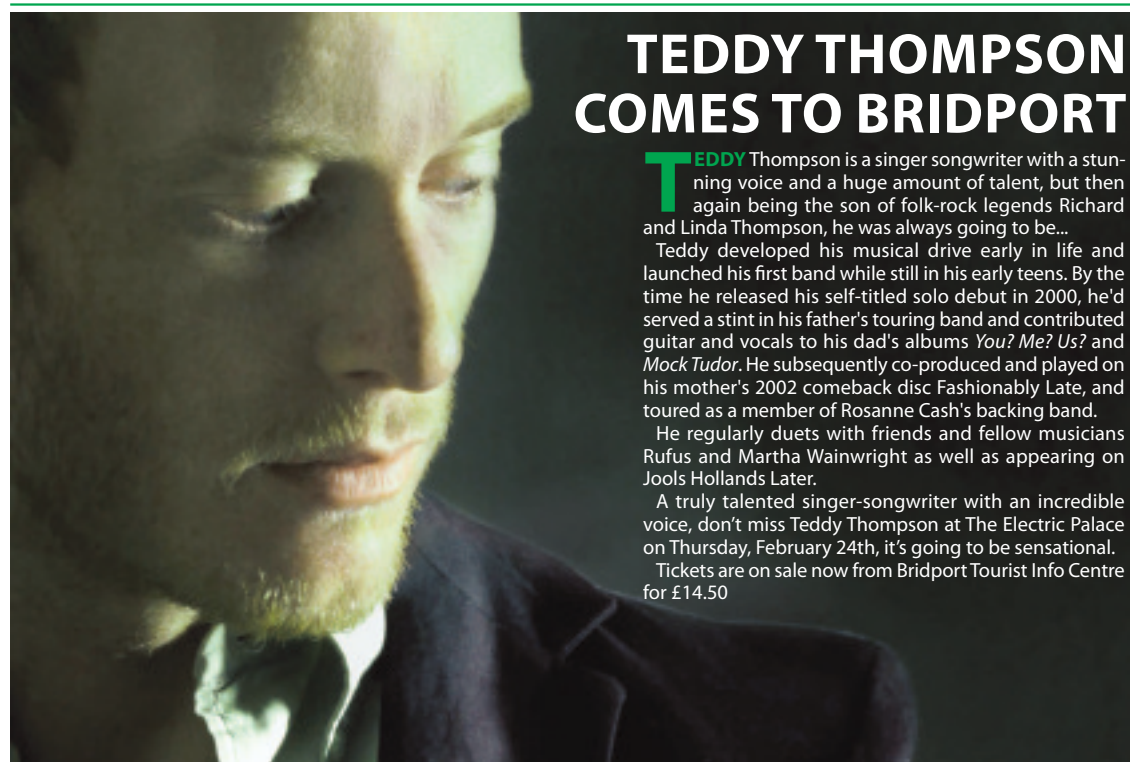 TEDDY THOMPSON
COMES TO BRIDPORT
TEDDY Thompson is a singer songwriter with a stun-
ning voice and a huge amount of talent, but then
again being the son of folk-rock legends Richard
and Linda Thompson, he was always going to be...
Teddy developed his musical drive early in life and
launched his first band while still in his early teens. By the
time he released his self-titled solo debut in 2000, he'd
served a stint in his father's touring band and contributed
guitar and vocals to his dad's albums You? Me? Us? and
Mock Tudor. He subsequently co-produced and played on
his mother's 2002 comeback disc Fashionably Late, and
toured as a member of Rosanne Cash's backing band.
He regularly duets with friends and fellow musicians
Rufus and Martha Wainwright as well as appearing on
Jools Hollands Later.
A truly talented singer-songwriter with an incredible
voice, don’t miss Teddy Thompson at The Electric Palace
on Thursday, February 24th, it’s going to be sensational.
Tickets are on sale now from Bridport Tourist Info Centre
for £14.50